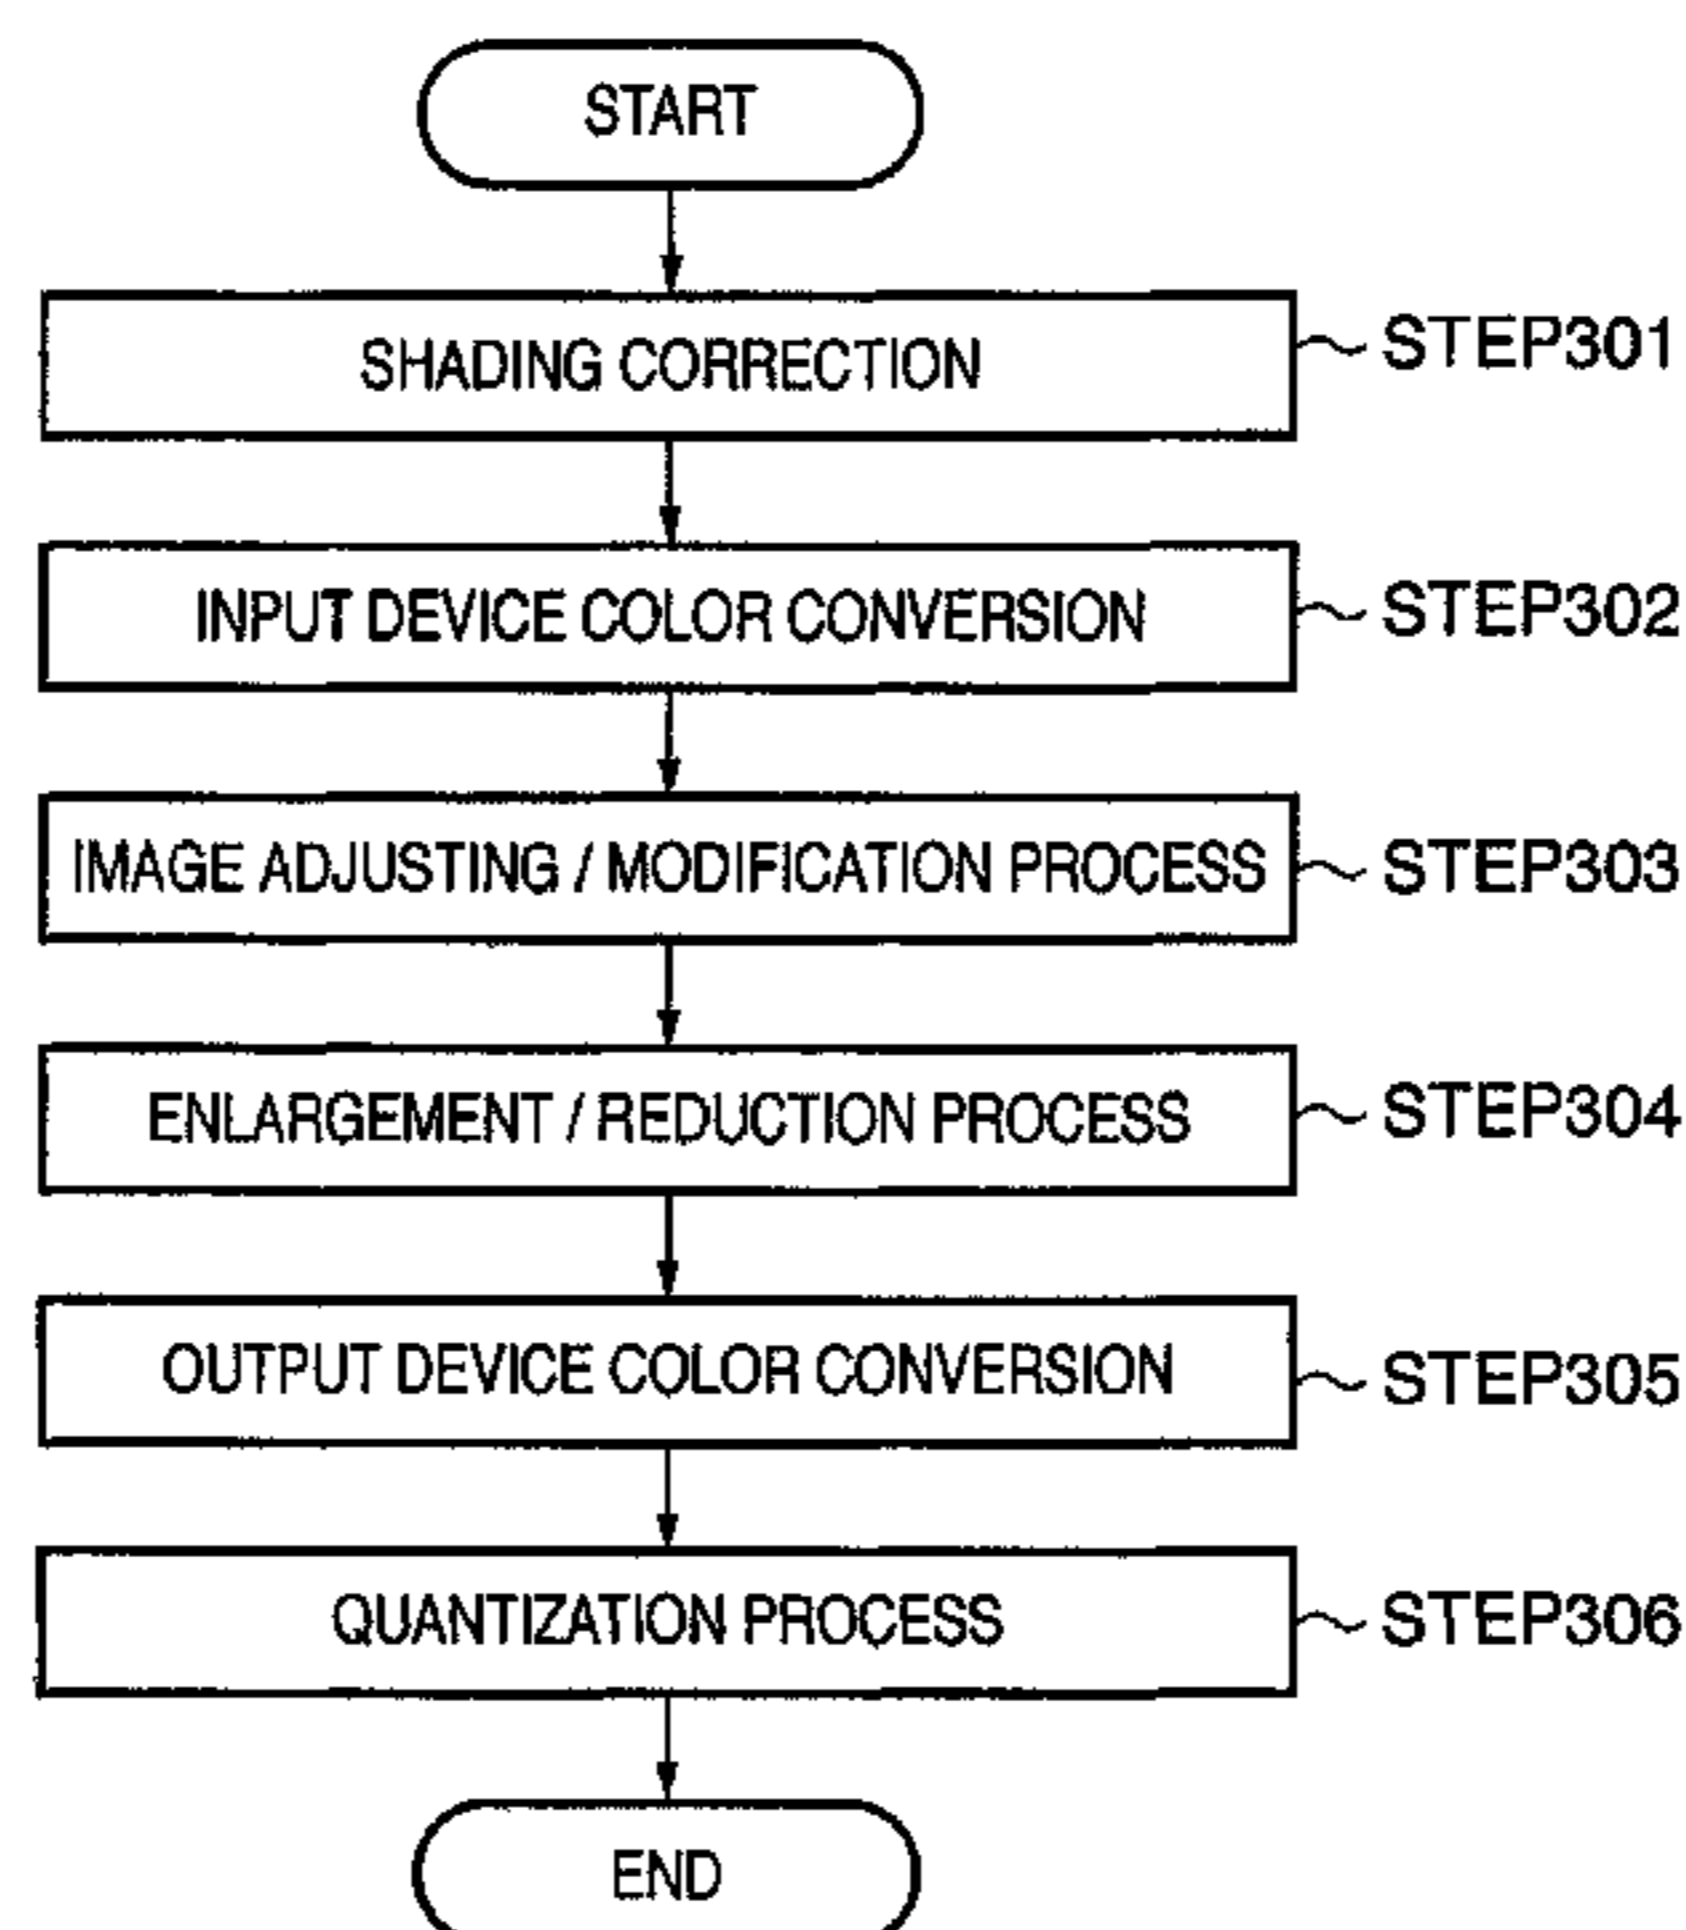 START
SHADING CORRECTION
STEP301
INPUT DEVICE COLOR CONVERSION
STEP302
IMAGE ADJUSTING / MODIFICATION PROCESS
STEP303
ENLARGEMENT / REDUCTION PROCESS
STEP304
OUTPUT DEVICE COLOR CONVERSION
STEP305
QUANTIZATION PROCESS
STEP306
END